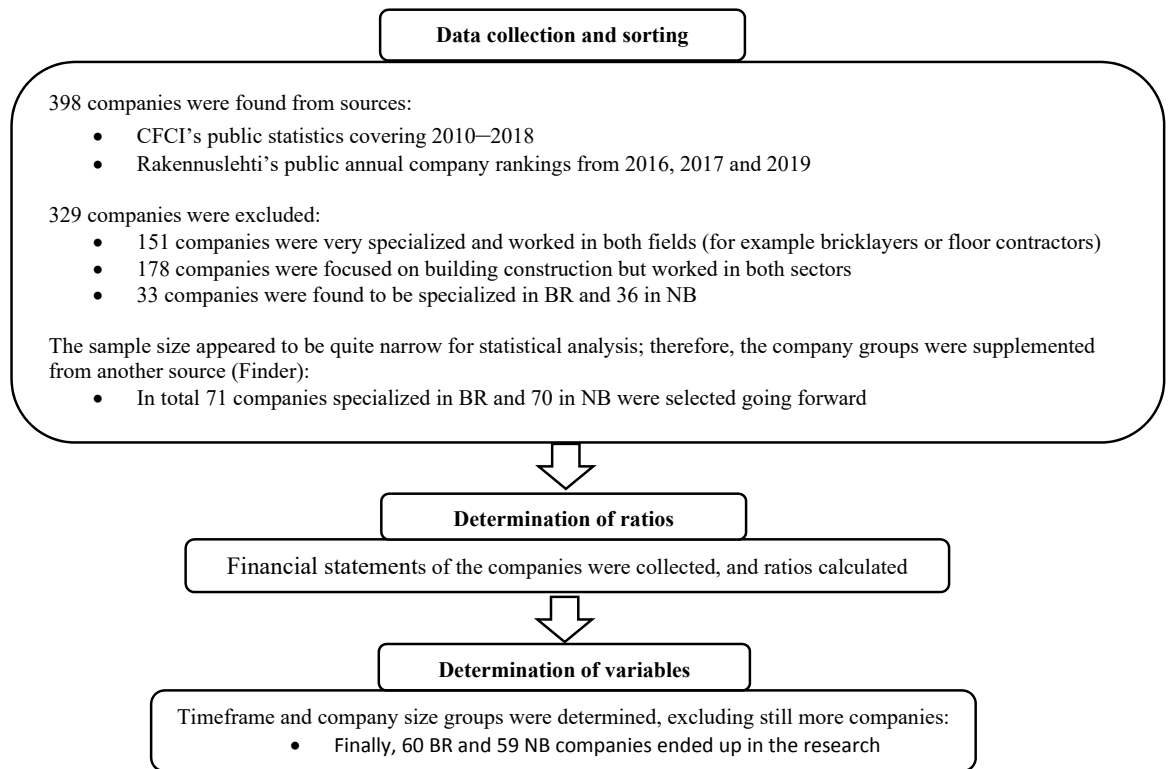 Data collection and sorting
398 companies were found from sources:
• CFCI’s public statistics covering 2010–2018
• Rakennuslehti’s public annual company rankings from 2016, 2017 and 2019
329 companies were excluded:
• 151 companies were very specialized and worked in both fields (for example bricklayers or floor contractors)
• 178 companies were focused on building construction but worked in both sectors
• 33 companies were found to be specialized in BR and 36 in NB
The sample size appeared to be quite narrow for statistical analysis; therefore, the company groups were supplemented
from another source (Finder):
• In total 71 companies specialized in BR and 70 in NB were selected going forward
Determination of ratios
Financial statements of the companies were collected, and ratios calculated
Determination of variables
Timeframe and company size groups were determined, excluding still more companies:
• Finally, 60 BR and 59 NB companies ended up in the research